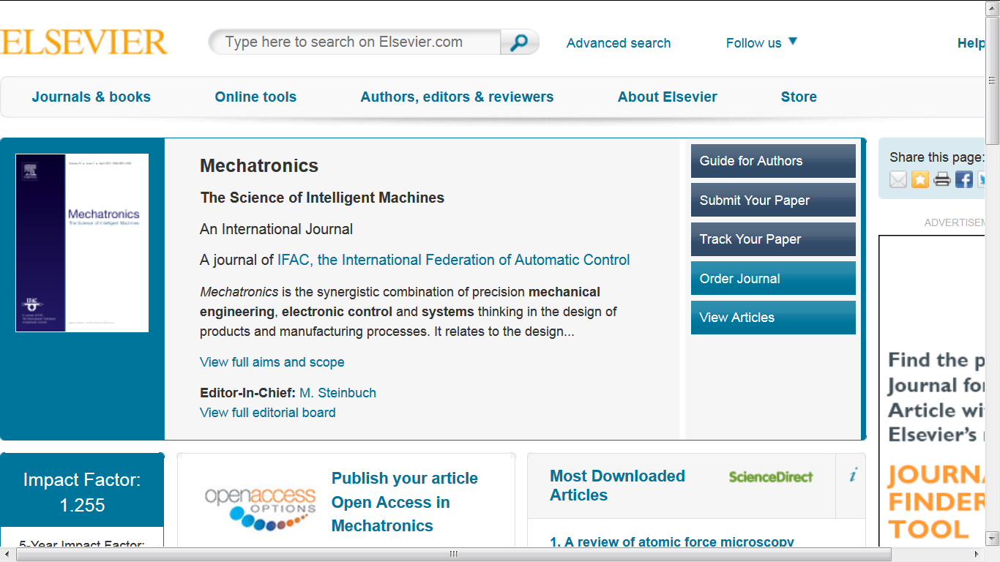 ELSEVIER
Type here to search on Elsevier.com
Advanced search
Follow us
Help
Journals & books
Online tools
Authors, editors & reviewers
About Elsevier
Store
Mechatronics
The Science of Intelligent Machines
IFAC
Mechatronics
The Science of Intelligent Machines
An International Journal
A journal of IFAC, the International Federation of Automatic Control
Mechatronics is the synergistic combination of precision mechanical
engineering, electronic control and systems thinking in the design of
products and manufacturing processes. It relates to the design...
View full aims and scope
Editor-In-Chief: M. Steinbuch
View full editorial board
Guide for Authors
Submit Your Paper
Track Your Paper
Order Journal
View Articles
Share this page:
ADVERTISEM
Find the p
Journal fo
Article wi
Elsevier's
JOURNA
FINDER
TOOL
Impact Factor:
1.255
5-Year Impact Factor:
openaccess
OPTIONS
Publish your article
Open Access in
Mechatronics
Most Downloaded
Articles
ScienceDirect
i
1. A review of atomic force microscopy